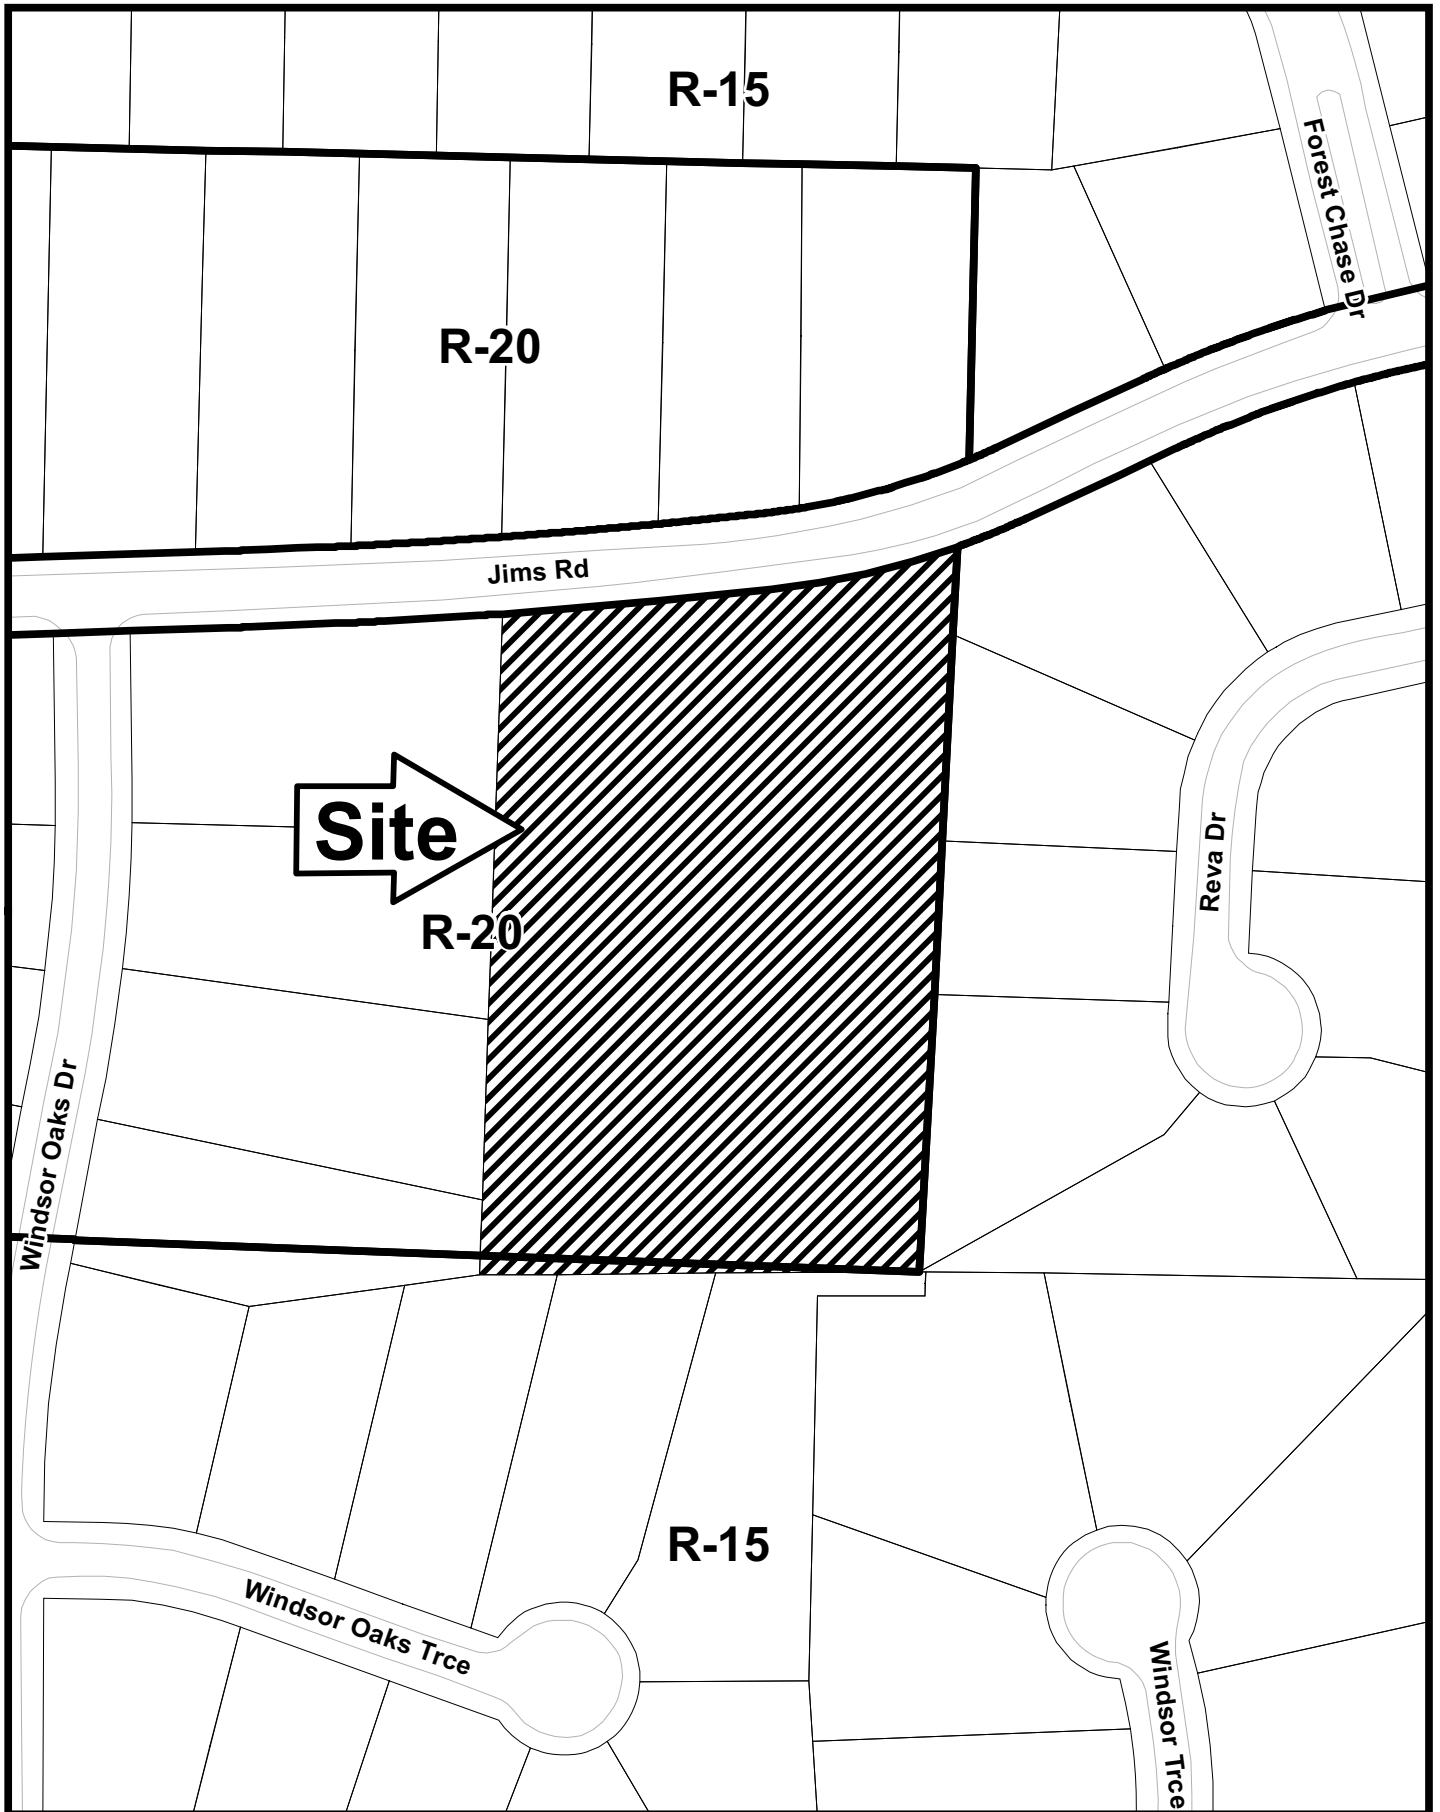 R-15
Forest Chase Dr
R-20
Jims Rd
Site
Reva Dr
R-20
Windsor Oaks Dr
R-15
Windsor Oaks Trce
Windsor Trce